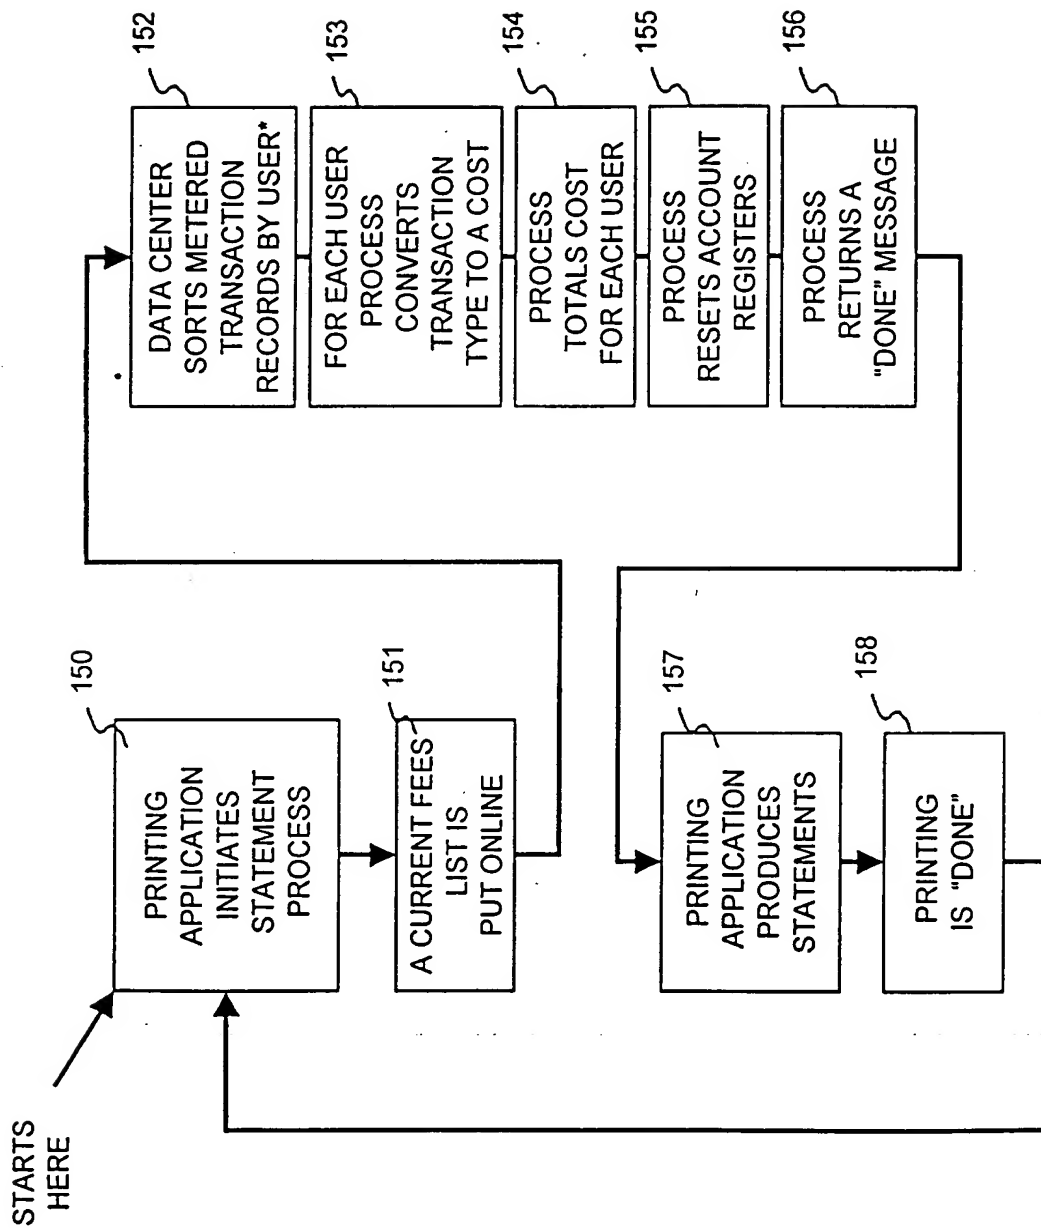 STARTS
HERE
150
PRINTING
APPLICATION
INITIATES
STATEMENT
PROCESS
151
A CURRENT FEES
LIST IS
PUT ONLINE
152
DATA CENTER
SORTS METERED
TRANSACTION
RECORDS BY USER*
153
FOR EACH USER
PROCESS
CONVERTS
TRANSACTION
TYPE TO A COST
154
PROCESS
TOTALS COST
FOR EACH USER
155
PROCESS
RESETS ACCOUNT
REGISTERS
156
PROCESS
RETURNS A
"DONE" MESSAGE
157
PRINTING
APPLICATION
PRODUCES
STATEMENTS
158
PRINTING
IS "DONE"